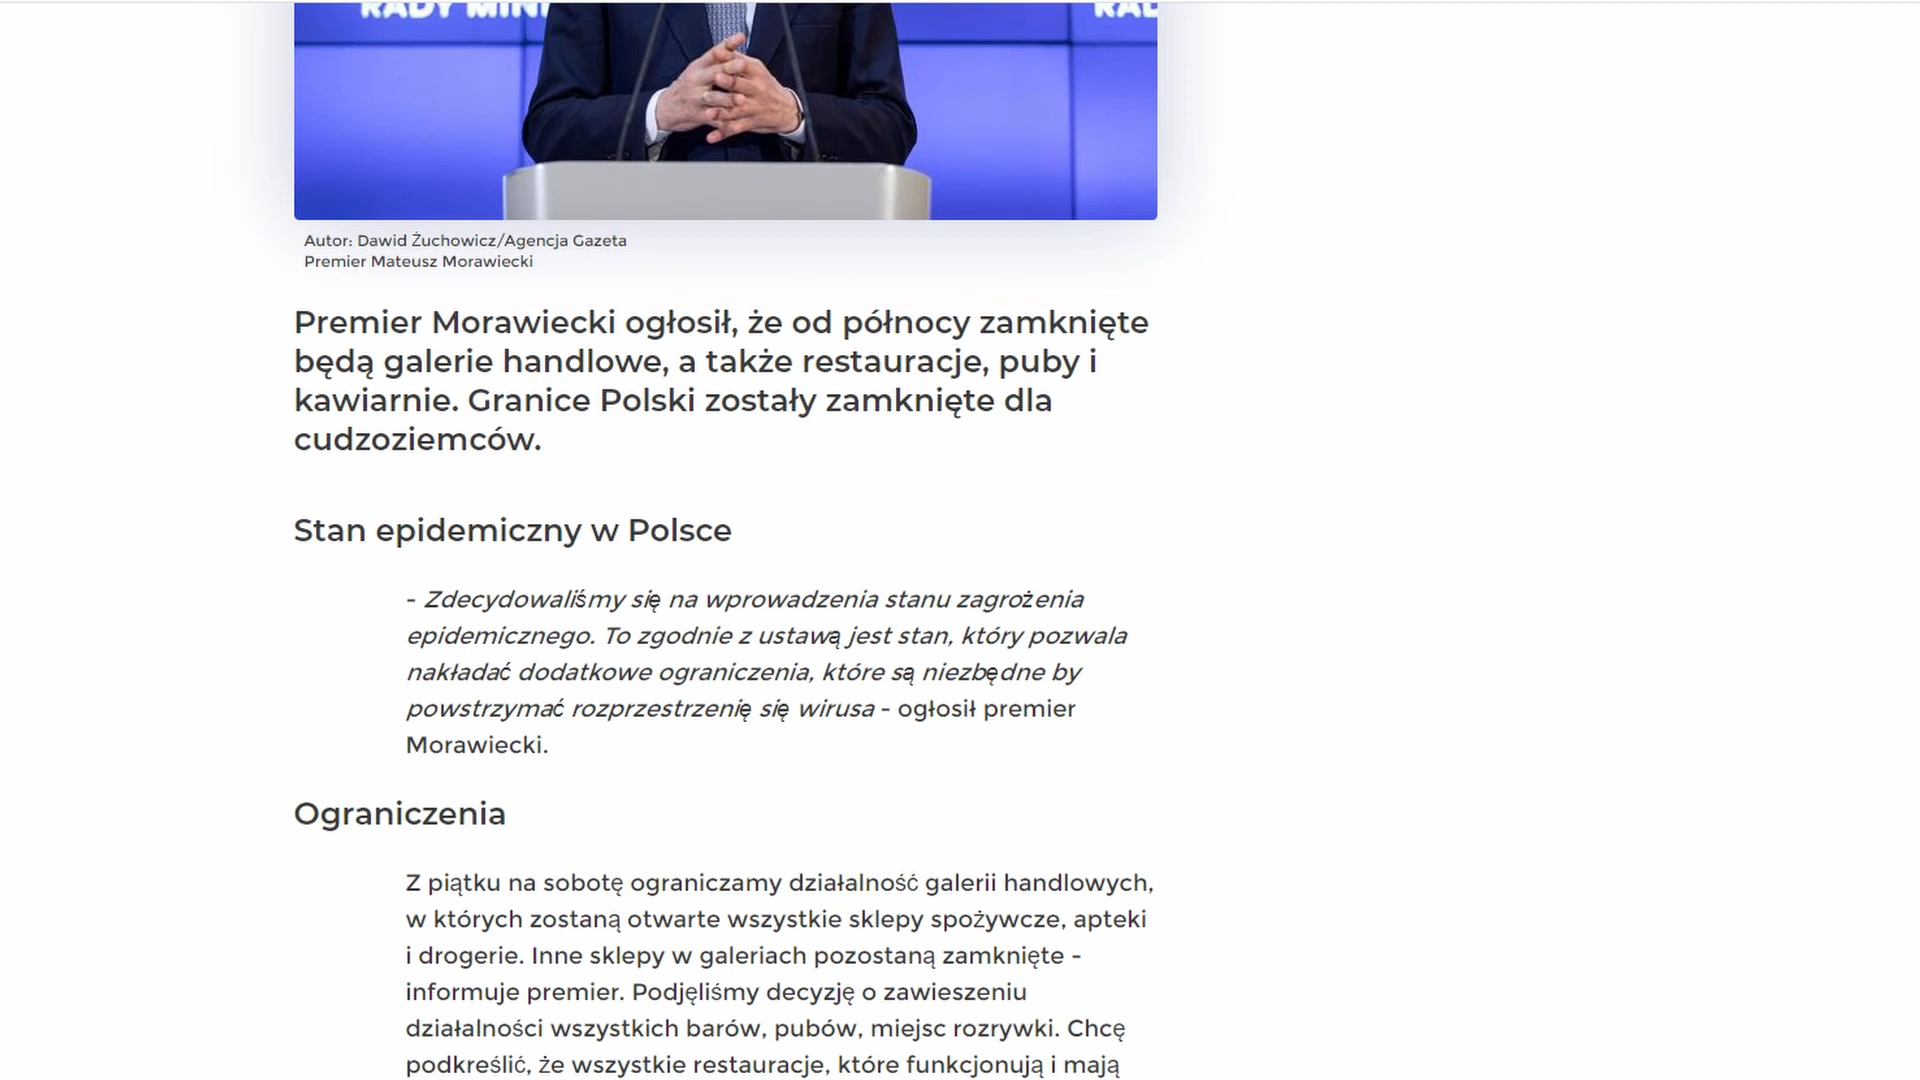 Autor: Dawid Żuchowicz/Agencja Gazeta
Premier Mateusz Morawiecki
Premier Morawiecki ogłosił, że od północy zamknięte
będą galerie handlowe, a także restauracje, puby i
kawiarnie. Granice Polski zostały zamknięte dla
cudzoziemców.
Stan epidemiczny w Polsce
- Zdecydowaliśmy się na wprowadzenia stanu zagrożenia
epidemicznego. To zgodnie z ustawą jest stan, który pozwala
nakładać dodatkowe ograniczenia, które są niezbędne by
powstrzymać rozprzestrzenię się wirusa - ogłosił premier
Morawiecki.
Ograniczenia
Z piątku na sobotę ograniczamy działalność galerii handlowych,
w których zostaną otwarte wszystkie sklepy spożywcze, apteki
i drogerie. Inne sklepy w galeriach pozostaną zamknięte -
informuje premier. Podjęliśmy decyzję o zawieszeniu
działalności wszystkich barów, pubów, miejsc rozrywki. Chcę
podkreślić, że wszystkie restauracje, które funkcjonują i mają